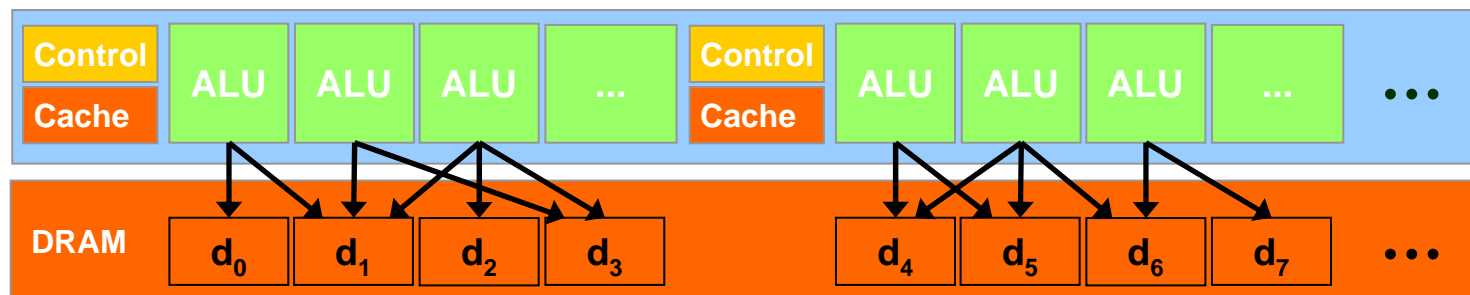 Control
Cache
ALU
ALU
ALU
...
Control
Cache
ALU
ALU
ALU
...
...
DRAM
d₀
d₁
d₂
d₃
d₄
d₅
d₆
d₇
...